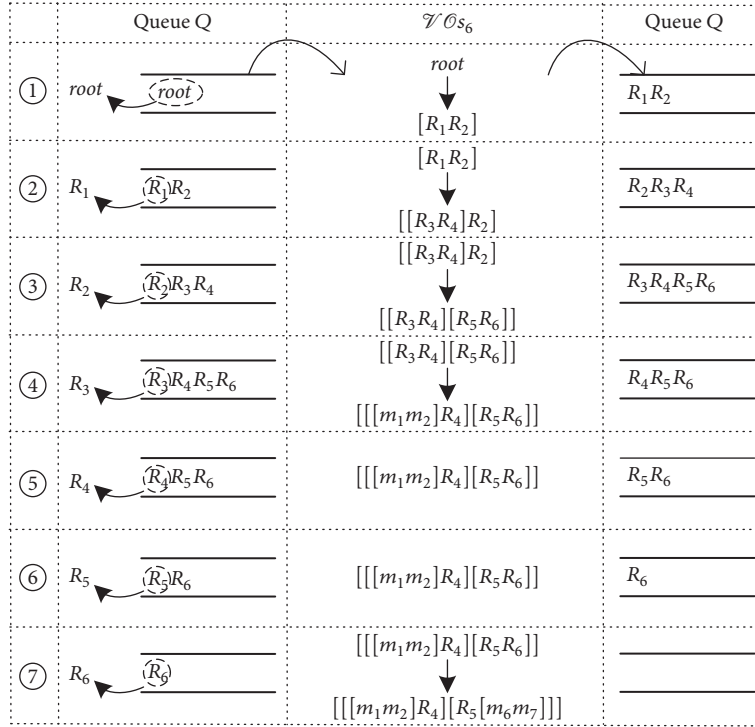 Queue Q 𝒱𝒪s₆ Queue Q
① root root root R₁R₂
[R₁R₂]
② R₁ R₁R₂ [R₁R₂] R₂R₃R₄
[[R₃R₄]R₂]
③ R₂ R₂R₃R₄ [[R₃R₄]R₂] R₃R₄R₅R₆
[[R₃R₄][R₅R₆]]
④ R₃ R₃R₄R₅R₆ [[R₃R₄][R₅R₆]] R₄R₅R₆
[[[m₁m₂]R₄][R₅R₆]]
⑤ R₄ R₄R₅R₆ [[[m₁m₂]R₄][R₅R₆]] R₅R₆
⑥ R₅ R₅R₆ [[[m₁m₂]R₄][R₅R₆]] R₆
⑦ R₆ R₆ [[[m₁m₂]R₄][R₅R₆]]
[[[m₁m₂]R₄][R₅[m₆m₇]]]